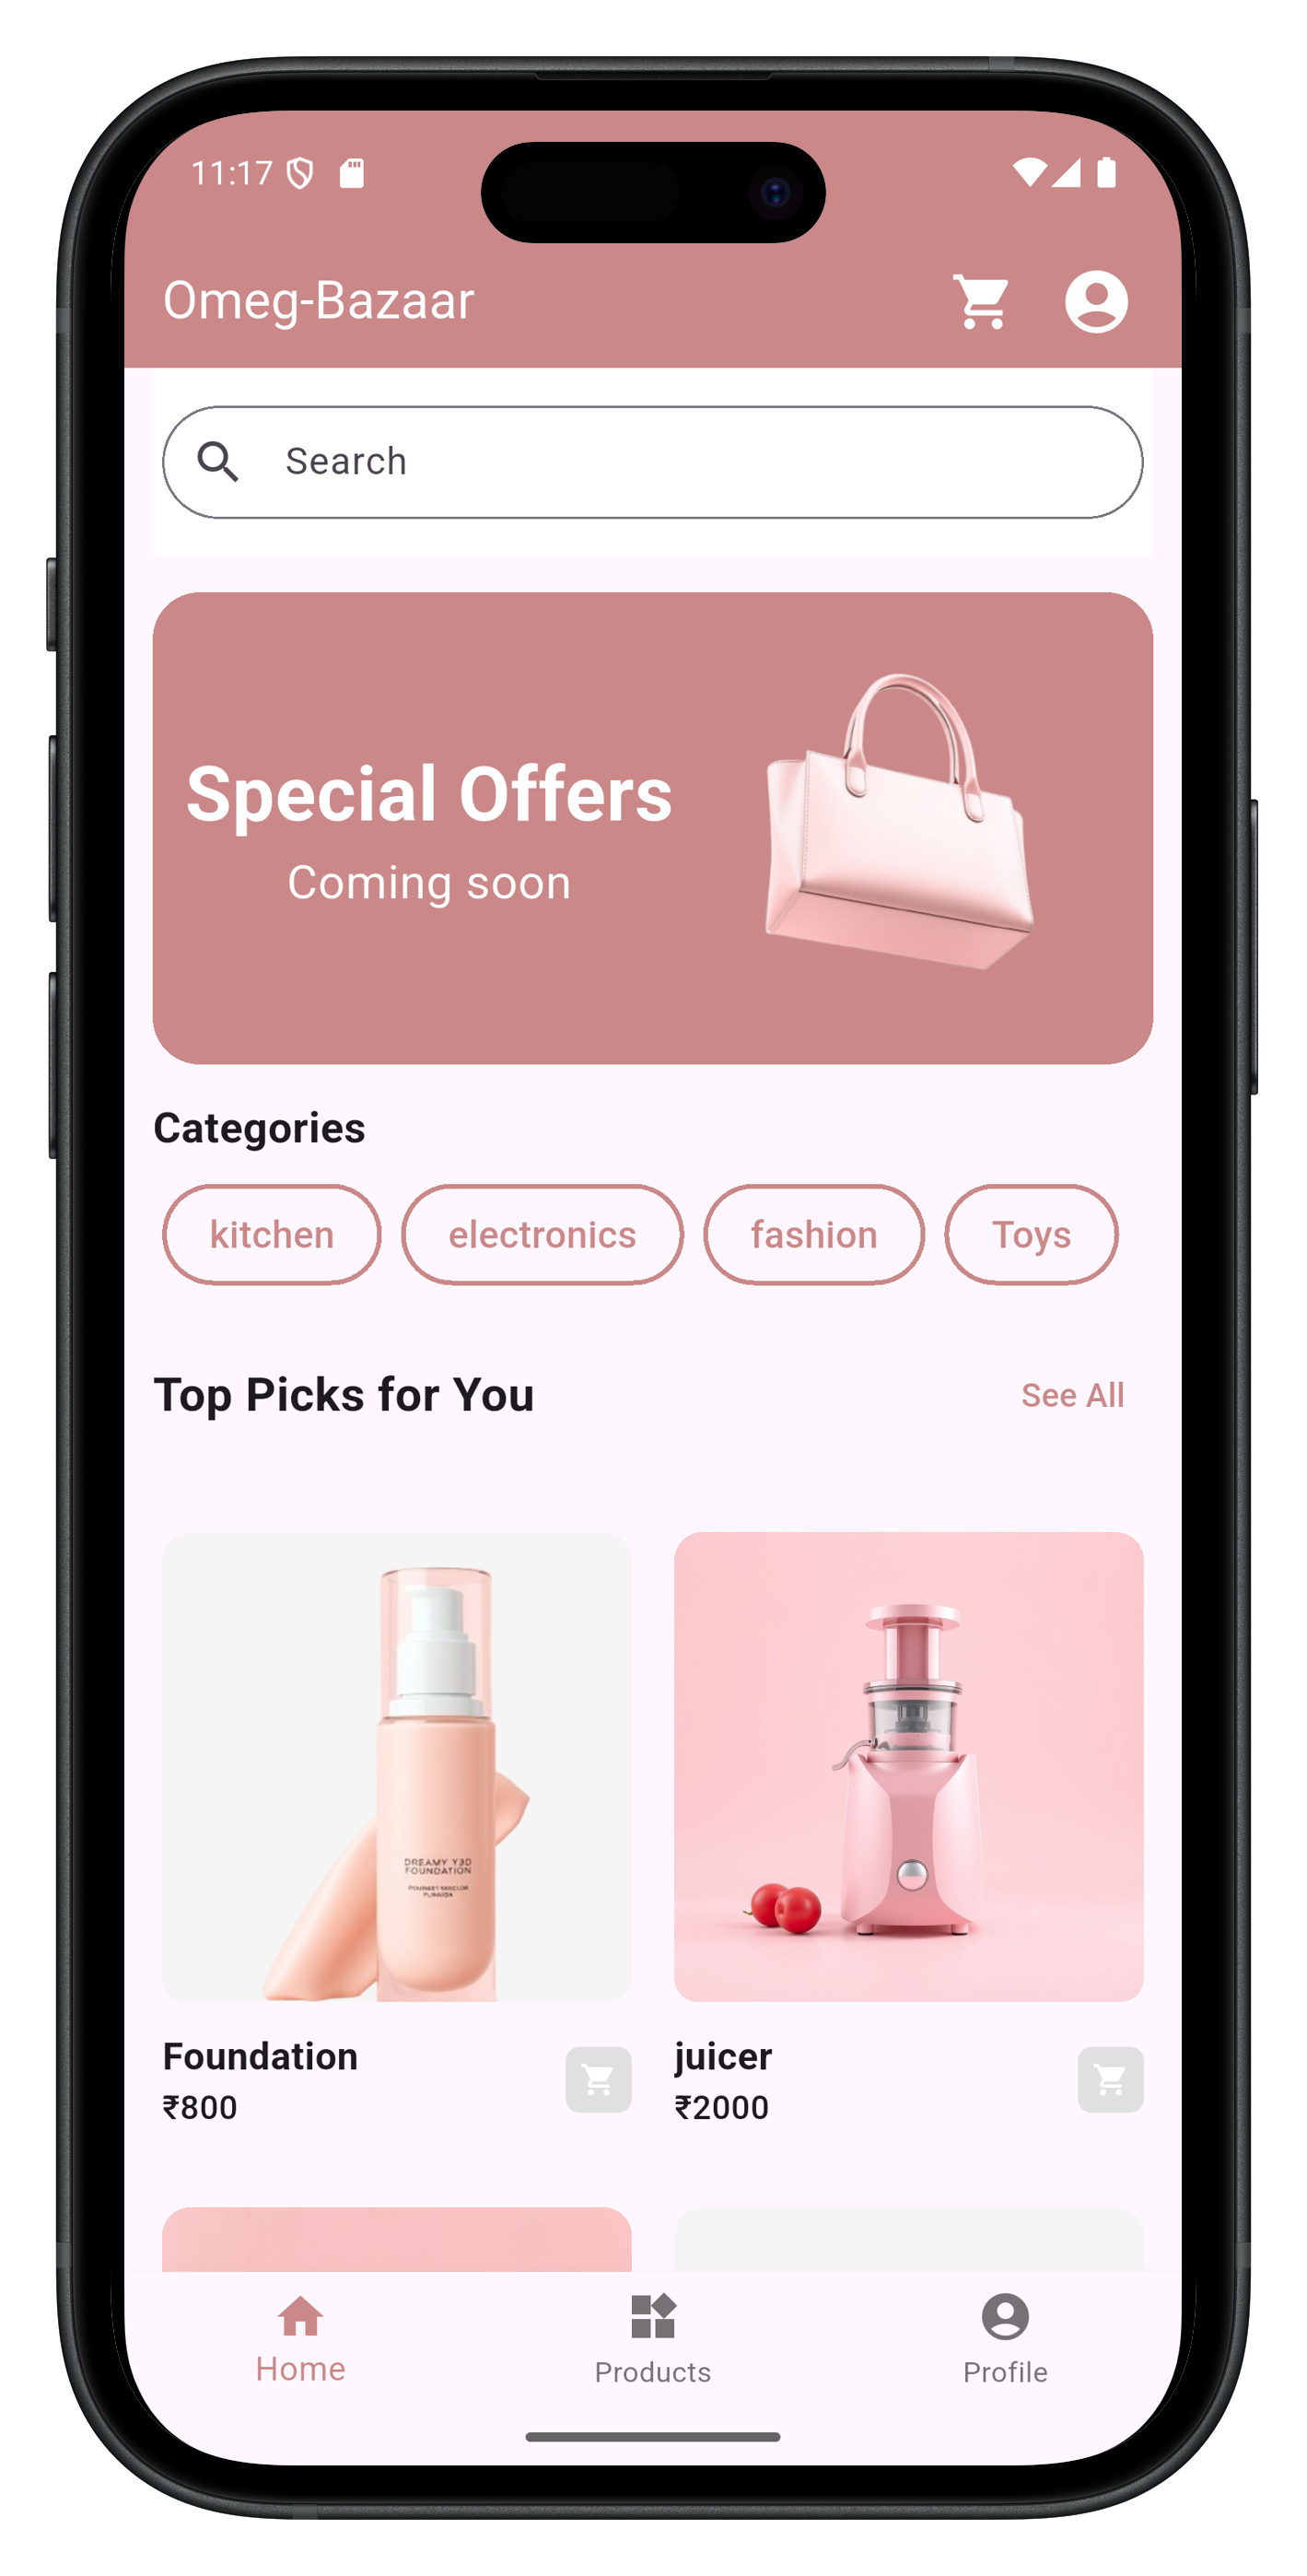 11:17
Omeg-Bazaar
Search
Special Offers
Coming soon
Categories
kitchen electronics fashion Toys
Top Picks for You See All
DREAMY Y3D
FOUNDATION
Foundation juicer
₹800 ₹2000
Home Products Profile